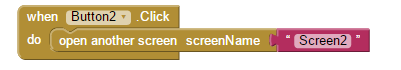 when Button2 .Click
do open another screen screenName " Screen2 "